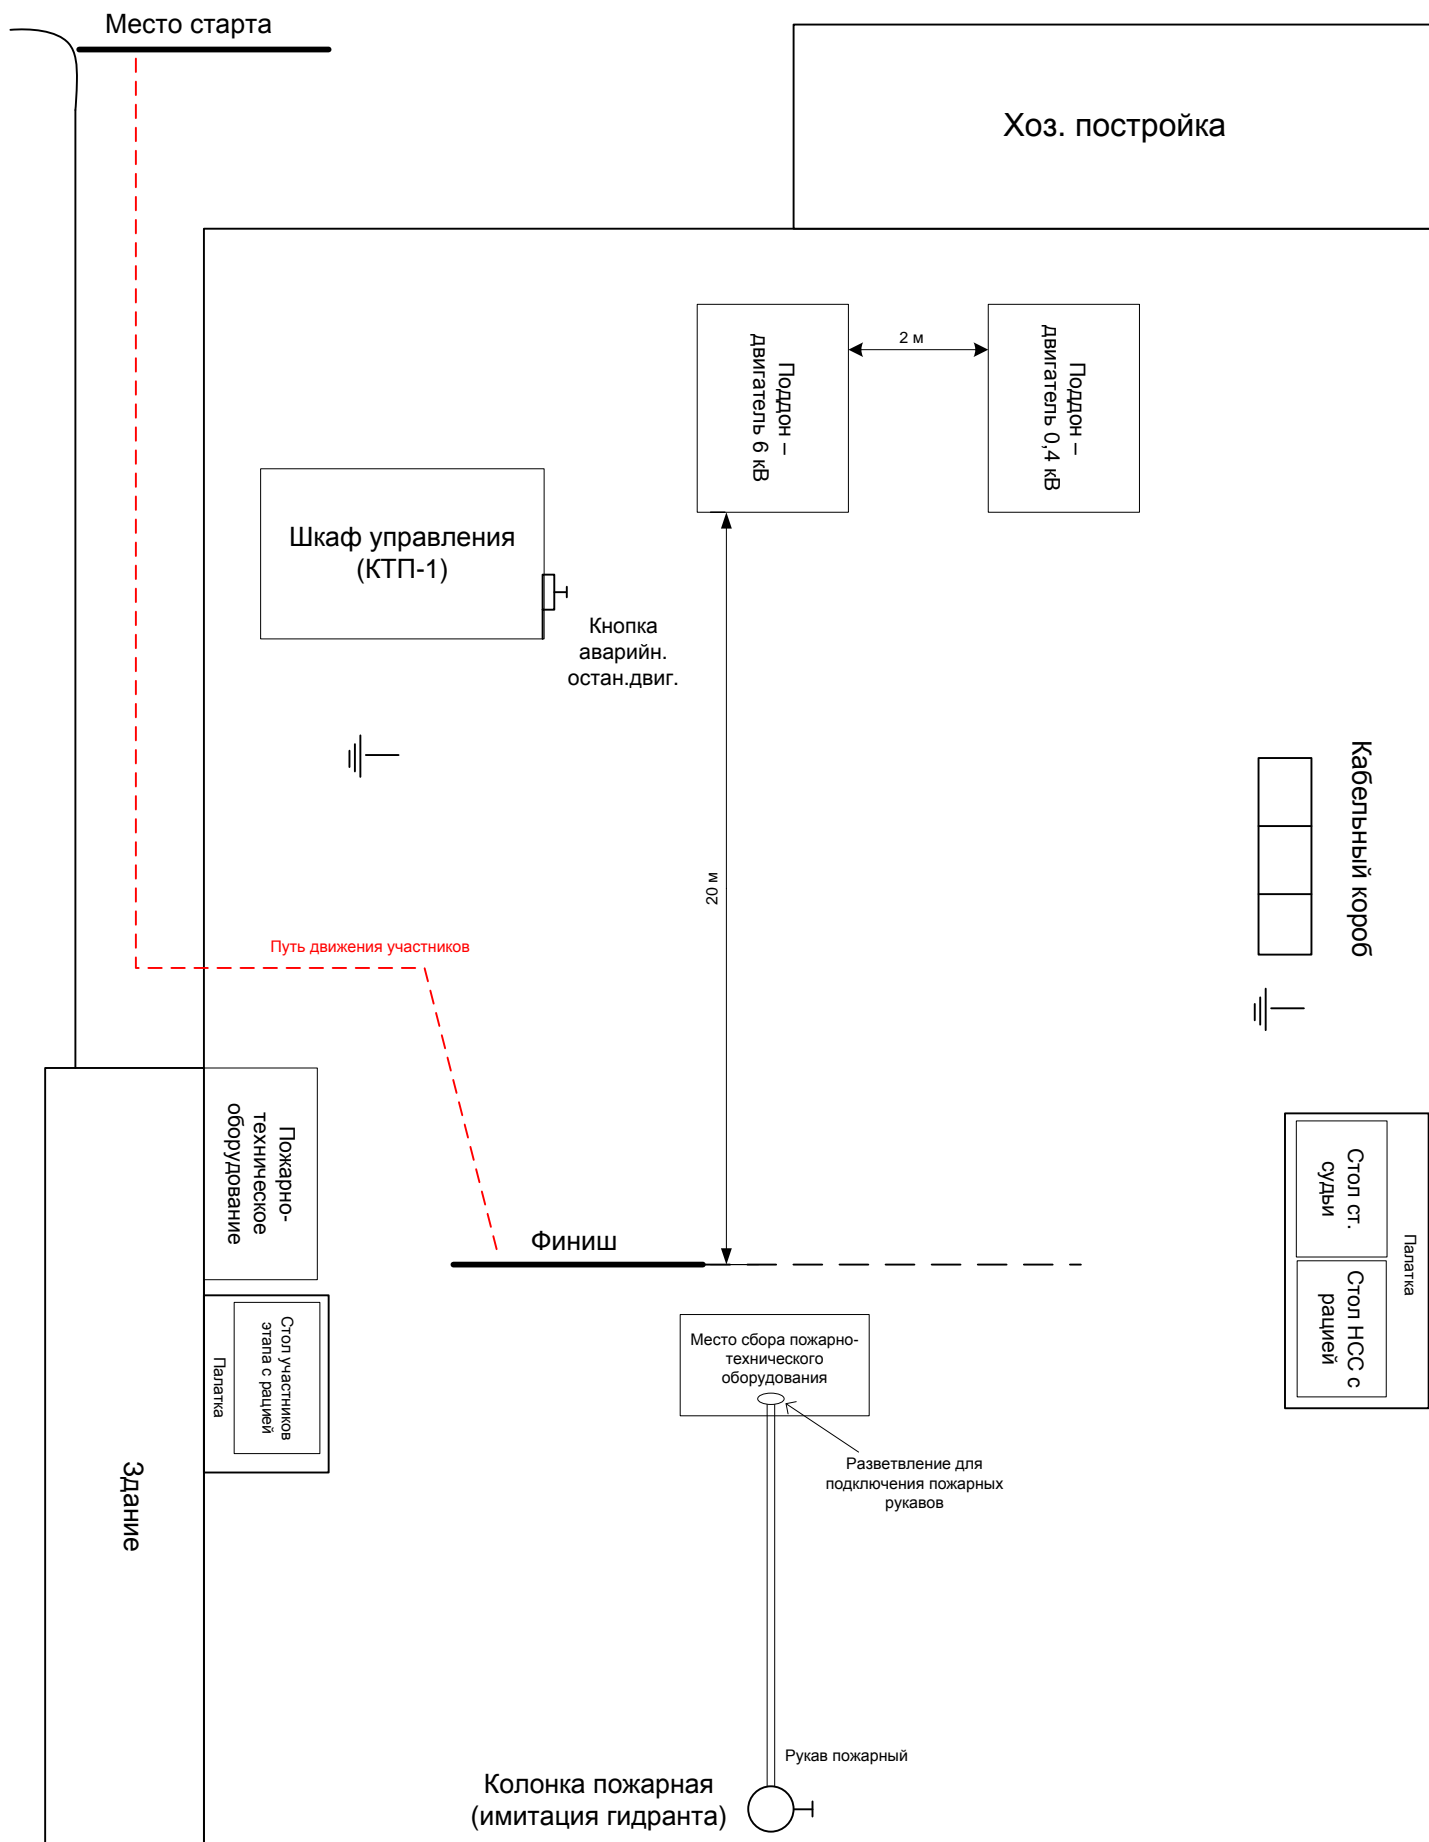 Место старта
Хоз. постройка
Поддон –
двигатель 6 кВ
2 м
Поддон –
двигатель 0,4 кВ
Шкаф управления
(КТП-1)
Кнопка
аварийн.
остан.двиг.
Кабельный короб
20 м
Путь движения участников
Пожарно-
техническое
оборудование
Стол ст.
судьи
Палатка
Стол НСС с
рацией
Финиш
Стол участников
этапа с рацией
Палатка
Место сбора пожарно-
технического
оборудования
Разветвление для
подключения пожарных
рукавов
Здание
Рукав пожарный
Колонка пожарная
(имитация гидранта)